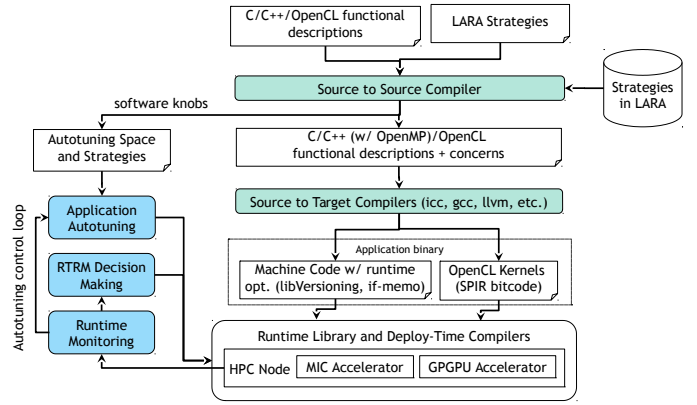 C/C++/OpenCL functional
descriptions
LARA Strategies
Source to Source Compiler
Strategies
in LARA
software knobs
Autotuning Space
and Strategies
C/C++ (w/ OpenMP)/OpenCL
functional descriptions + concerns
Source to Target Compilers (icc, gcc, llvm, etc.)
Autotuning control loop
Application
Autotuning
RTRM Decision
Making
Runtime
Monitoring
Application binary
Machine Code w/ runtime
opt. (libVersioning, if-memo)
OpenCL Kernels
(SPIR bitcode)
Runtime Library and Deploy-Time Compilers
HPC Node
MIC Accelerator
GPGPU Accelerator